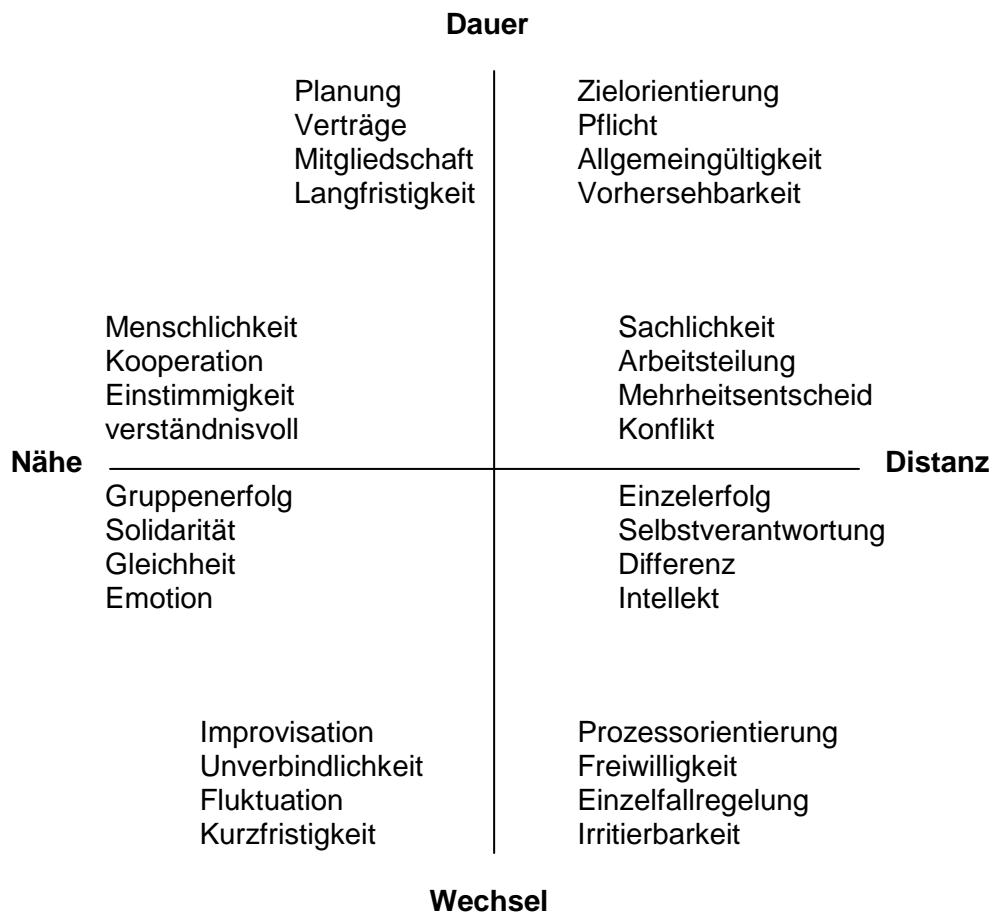 Dauer
Planung Zielorientierung
Verträge Pflicht
Mitgliedschaft Allgemeingültigkeit
Langfristigkeit Vorhersehbarkeit
Menschlichkeit Sachlichkeit
Kooperation Arbeitsteilung
Einstimmigkeit Mehrheitsentscheid
verständnisvoll Konflikt
Nähe Distanz
Gruppenerfolg Einzelerfolg
Solidarität Selbstverantwortung
Gleichheit Differenz
Emotion Intellekt
Improvisation Prozessorientierung
Unverbindlichkeit Freiwilligkeit
Fluktuation Einzelfallregelung
Kurzfristigkeit Irritierbarkeit
Wechsel